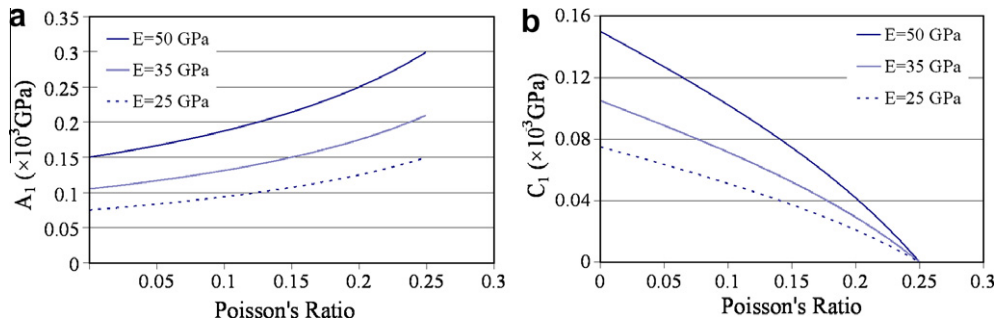 a
0.35
0.3
0.25
0.2
0.15
0.1
0.05
0
A₁ (×10³GPa)
E=50 GPa
E=35 GPa
E=25 GPa
0.05 0.1 0.15 0.2 0.25 0.3
Poisson's Ratio
b
0.16
0.12
0.08
0.04
0
C₁ (×10³GPa)
E=50 GPa
E=35 GPa
E=25 GPa
0 0.05 0.1 0.15 0.2 0.25 0.3
Poisson's Ratio